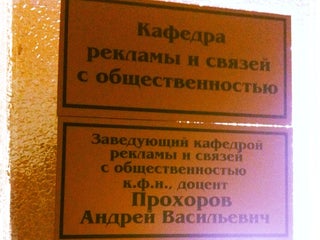 Кафедра
рекламы и связей
с общественностью
Заведующий кафедрой
рекламы и связей
с общественностью
к.ф.н., доцент
Прохоров
Андрей Васильевич